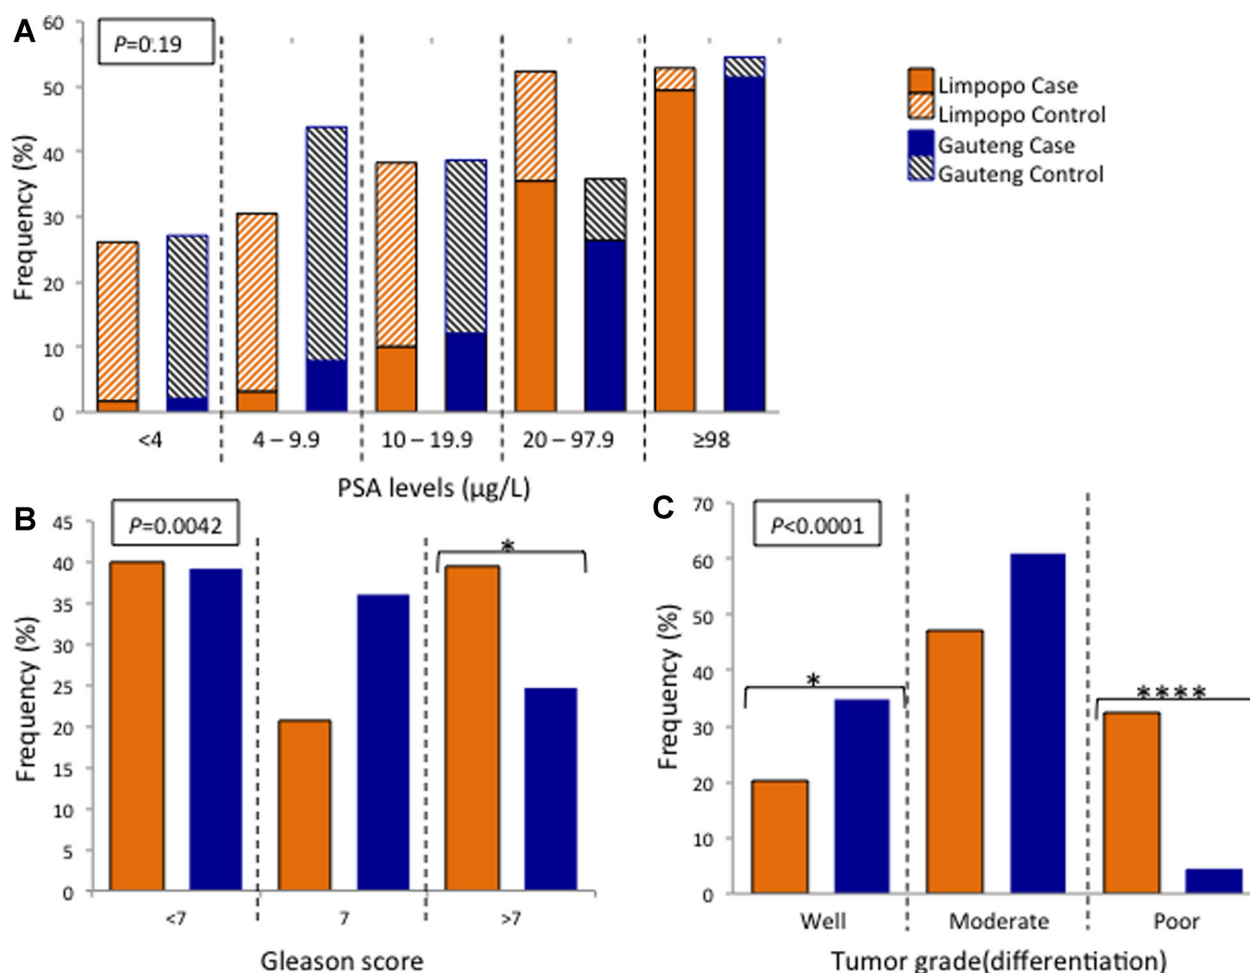 A
P=0.19
60
50
40
30
20
10
0
Frequency (%)
<4
4 – 9.9
10 – 19.9
20 – 97.9
≥98
PSA levels (µg/L)
Limpopo Case
Limpopo Control
Gauteng Case
Gauteng Control
B
P=0.0042
*
45
40
35
30
25
20
15
10
5
0
Frequency (%)
<7
7
>7
Gleason score
C
P<0.0001
*
****
70
60
50
40
30
20
10
0
Frequency (%)
Well
Moderate
Poor
Tumor grade(differentiation)